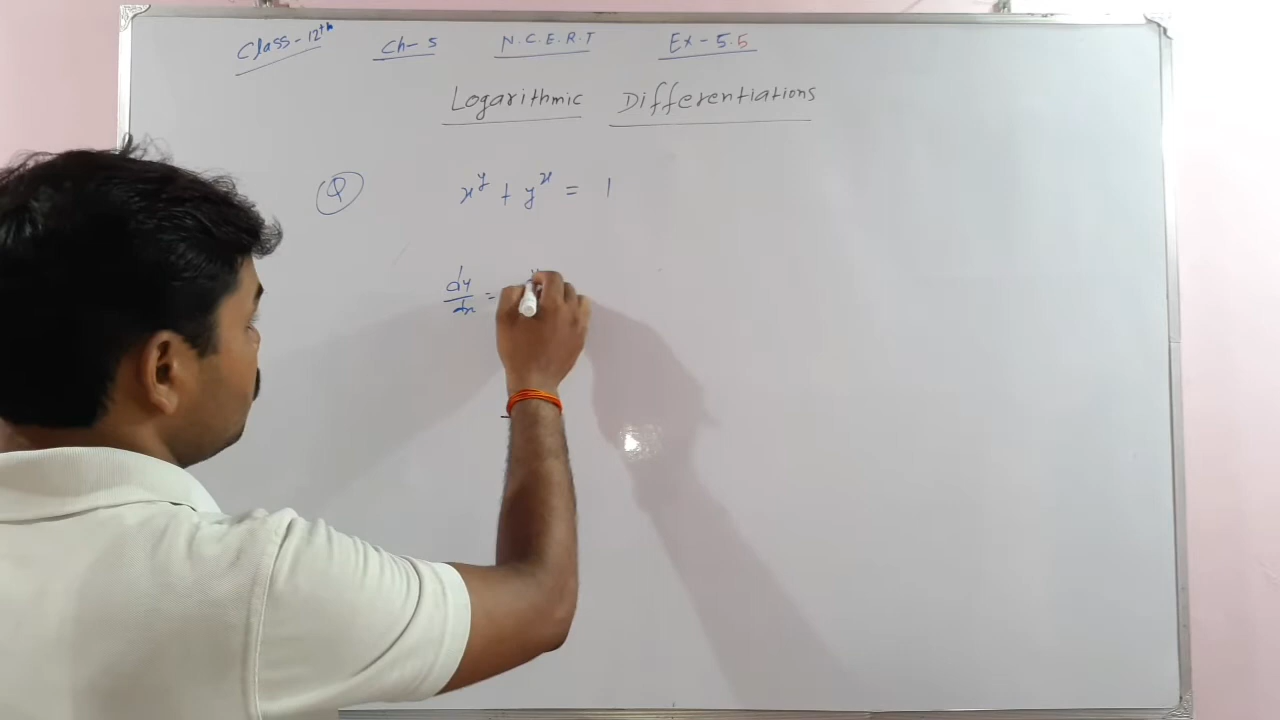 Class-12th Ch-5 N.C.E.R.T Ex-5.5
Logarithmic Differentiations
Q x^y + y^x = 1
dy/dx =